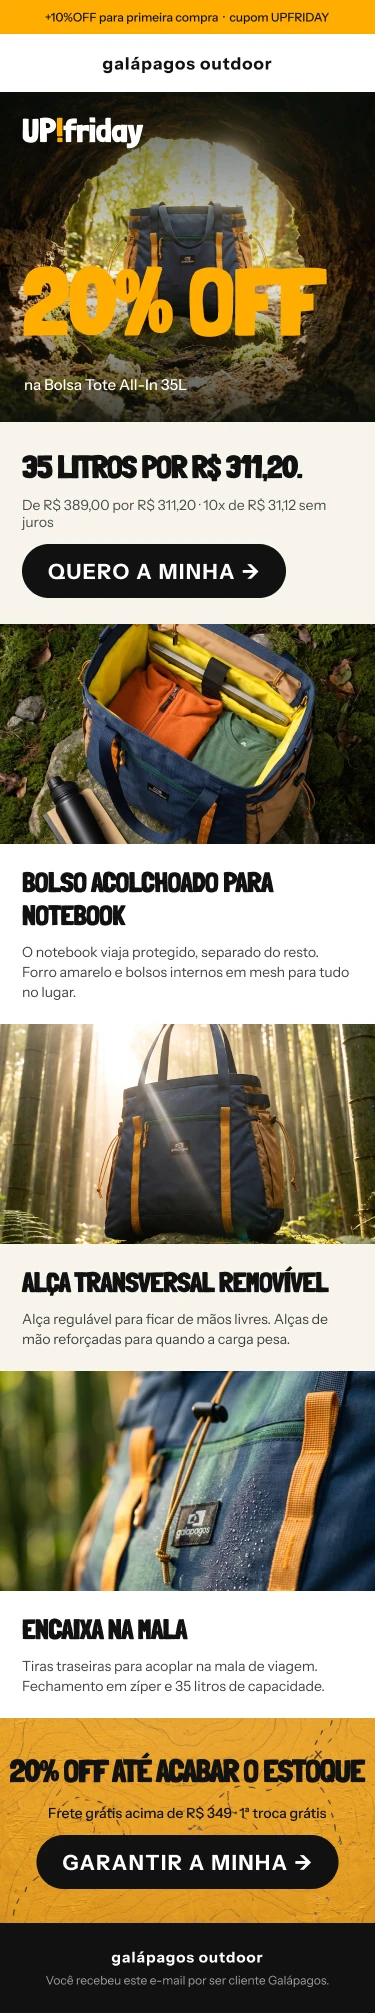 +10%OFF para primeira compra · cupom UPFRIDAY
galápagos outdoor
UP!friday
20% OFF
na Bolsa Tote All-In 35L
35 LITROS POR R$ 311,20.
De R$ 389,00 por R$ 311,20 · 10x de R$ 31,12 sem
juros
QUERO A MINHA →
BOLSO ACOLCHOADO PARA
NOTEBOOK
O notebook viaja protegido, separado do resto.
Forro amarelo e bolsos internos em mesh para tudo
no lugar.
ALÇA TRANSVERSAL REMOVÍVEL
Alça regulável para ficar de mãos livres. Alças de
mão reforçadas para quando a carga pesa.
galápagos
ENCAIXA NA MALA
Tiras traseiras para acoplar na mala de viagem.
Fechamento em zíper e 35 litros de capacidade.
20% OFF ATÉ ACABAR O ESTOQUE
Frete grátis acima de R$ 349 · 1ª troca grátis
GARANTIR A MINHA →
galápagos outdoor
Você recebeu este e-mail por ser cliente Galápagos.